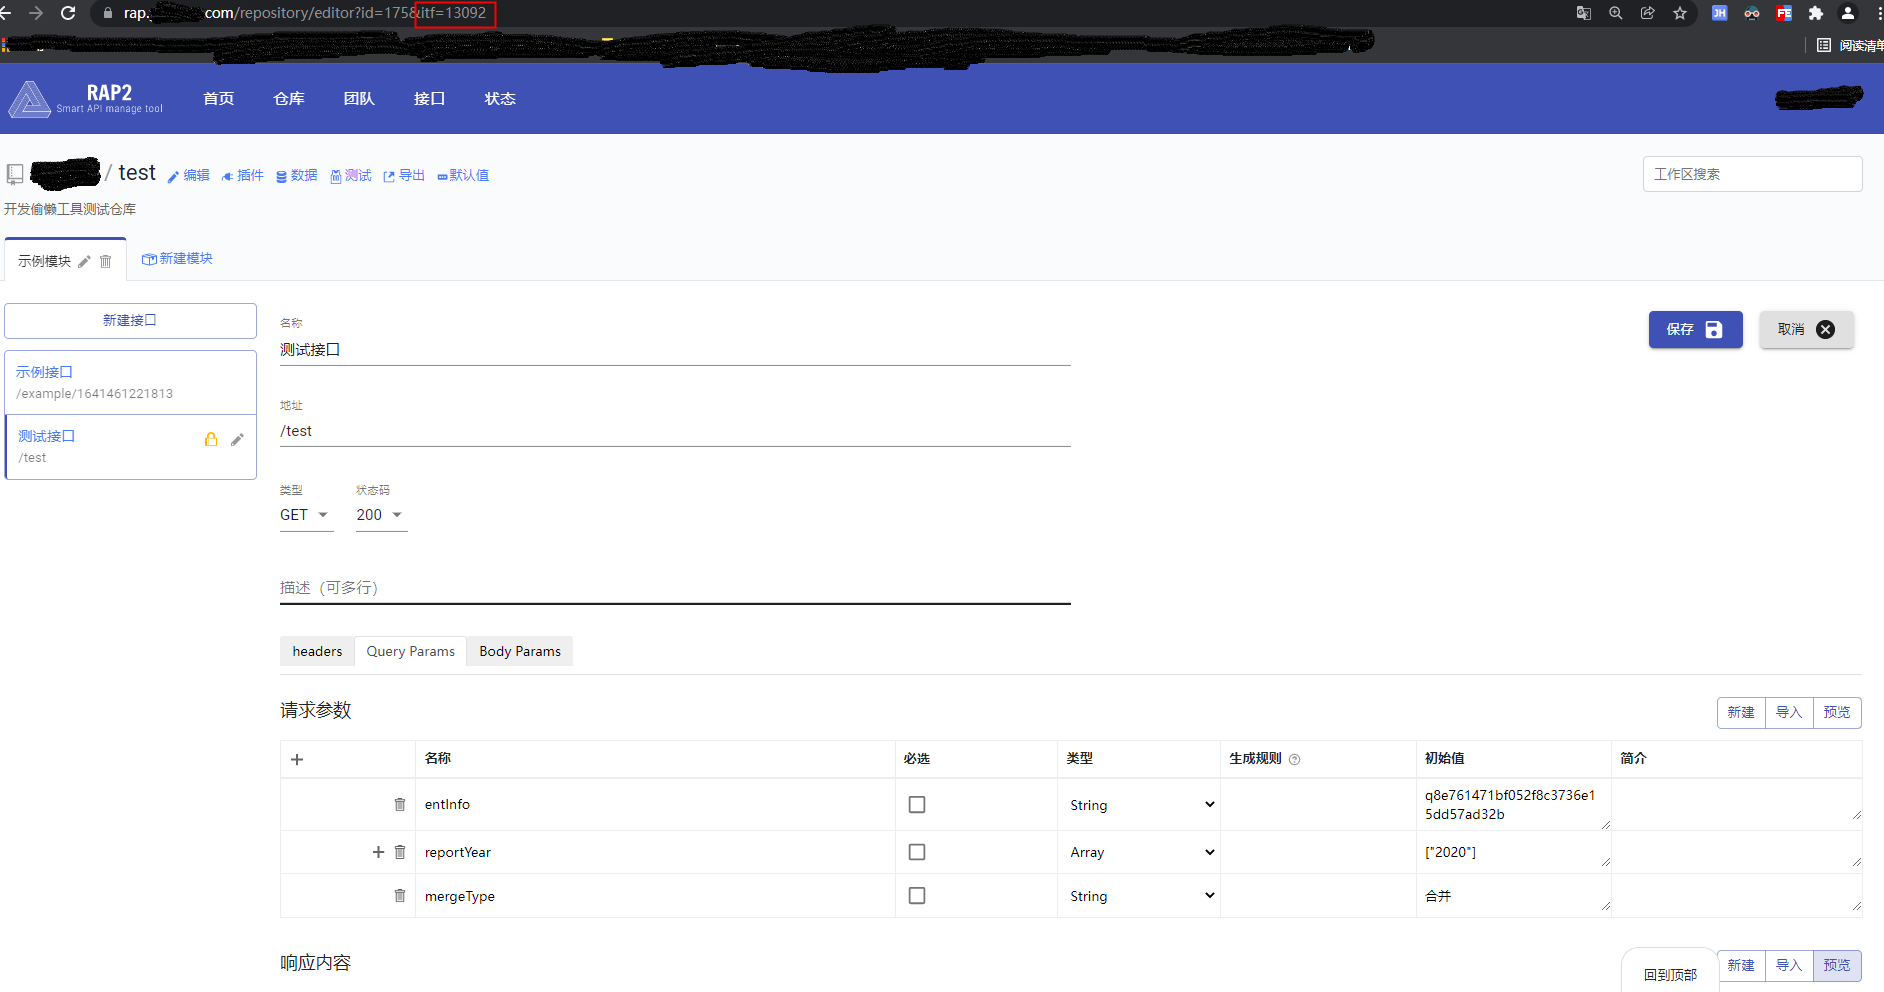 rap. com/repository/editor?id=175&itf=13092
阅读清单
RAP2
Smart API manage tool
首页 仓库 团队 接口 状态
/ test 编辑 插件 数据 测试 导出 默认值
工作区搜索
开发偷懒工具测试仓库
示例模块 新建模块
新建接口
示例接口
/example/1641461221813
测试接口
/test
名称
测试接口
保存 取消
地址
/test
类型 状态码
GET 200
描述（可多行）
headers Query Params Body Params
请求参数 新建 导入 预览
名称 必选 类型 生成规则 初始值 简介
entInfo String q8e761471bf052f8c3736e1
5dd57ad32b
reportYear Array ["2020"]
mergeType String 合并
响应内容 回到顶部 新建 导入 预览